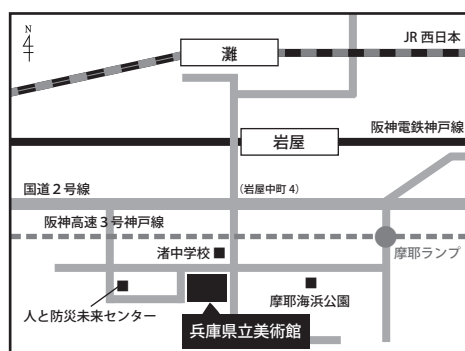 N
JR 西日本
灘
阪神電鉄神戸線
岩屋
国道２号線
（岩屋中町 4）
阪神高速３号神戸線
渚中学校
摩耶ランプ
摩耶海浜公園
人と防災未来センター
兵庫県立美術館